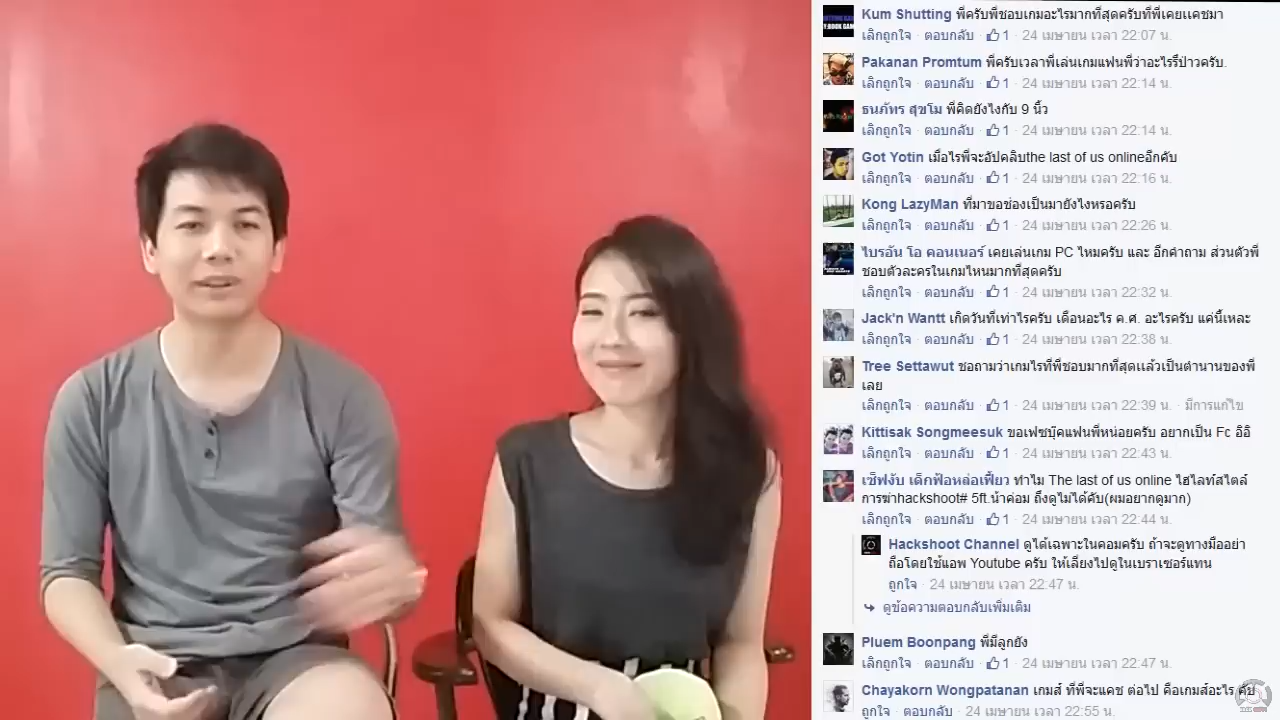 Kum Shutting พี่ครับพี่ชอบเกมอะไรมากที่สุดครับที่พี่เคยแคชมา
เลิกถูกใจ · ตอบกลับ · 1 · 24 เมษายน เวลา 22:07 น.
Pakanan Promtum พี่ครับเวลาพี่เล่นเกมแฟนพี่ว่าอะไรรึ๋ป่าวครับ.
เลิกถูกใจ · ตอบกลับ · 1 · 24 เมษายน เวลา 22:14 น.
ธนภัทร สุขโม พี่คิดยังไงกับ 9 นิ้ว
เลิกถูกใจ · ตอบกลับ · 1 · 24 เมษายน เวลา 22:14 น.
Got Yotin เมื่อไรพี่จะอัปคลิบthe last of us onlineอีกคับ
เลิกถูกใจ · ตอบกลับ · 1 · 24 เมษายน เวลา 22:16 น.
Kong LazyMan ที่มาขอช่องเป็นมายังไงหรอครับ
เลิกถูกใจ · ตอบกลับ · 1 · 24 เมษายน เวลา 22:26 น.
ไบรอัน โอ คอนเนอร์ เคยเล่นเกม PC ไหมครับ และ อีกคำถาม ส่วนตัวพี่
ชอบตัวละครในเกมไหนมากที่สุดครับ
เลิกถูกใจ · ตอบกลับ · 1 · 24 เมษายน เวลา 22:32 น.
Jack'n Wantt เกิดวันที่เท่าไรครับ เดือนอะไร ค.ศ. อะไรครับ แค่นี้เหละ
เลิกถูกใจ · ตอบกลับ · 1 · 24 เมษายน เวลา 22:38 น.
Tree Settawut ขอถามว่าเกมไรที่พี่ชอบมากที่สุดแล้วเป็นตำนานของพี่
เลย
เลิกถูกใจ · ตอบกลับ · 1 · 24 เมษายน เวลา 22:39 น. · มีการแก้ไข
Kittisak Songmeesuk ขอเฟซบุ๊คแฟนพี่หน่อยครับ อยากเป็น Fc อิอิ
เลิกถูกใจ · ตอบกลับ · 1 · 24 เมษายน เวลา 22:43 น.
เซ็ฟงับ เด็กฟ้อหล่อเฟี้ยว ทำไม The last of us online ไฮไลท์สไตล์
การฆ่าhackshoot# 5ft.น้าค่อม ถึงดูไม่ได้คับ(ผมอยากดูมาก)
เลิกถูกใจ · ตอบกลับ · 1 · 24 เมษายน เวลา 22:44 น.
Hackshoot Channel ดูได้เฉพาะในคอมครับ ถ้าจะดูทางมืออย่า
ถือโดยใช้แอพ Youtube ครับ ให้เลี่ยงไปดูในเบราเซอร์แทน
ถูกใจ · 24 เมษายน เวลา 22:47 น.
ดูข้อความตอบกลับเพิ่มเติม
Pluem Boonpang พี่มีลูกยัง
เลิกถูกใจ · ตอบกลับ · 1 · 24 เมษายน เวลา 22:47 น.
Chayakorn Wongpatanan เกมส์ ที่พี่จะแคช ต่อไป คือเกมส์อะไร คับ
ถูกใจ · ตอบกลับ · 24 เมษายน เวลา 22:55 น.